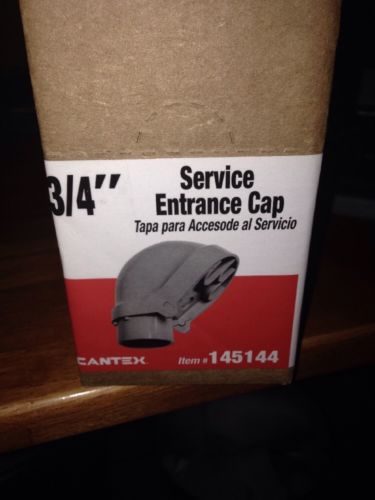 3/4"
Service
Entrance Cap
Tapa para Accesode al Servicio
CANTEX
Item # 145144